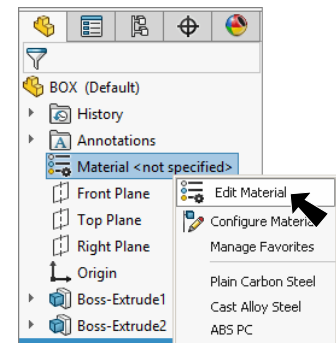 BOX (Default)
History
Annotations
Material <not specified>
Front Plane
Top Plane
Right Plane
Origin
Boss-Extrude1
Boss-Extrude2
Edit Material
Configure Material
Manage Favorites
Plain Carbon Steel
Cast Alloy Steel
ABS PC